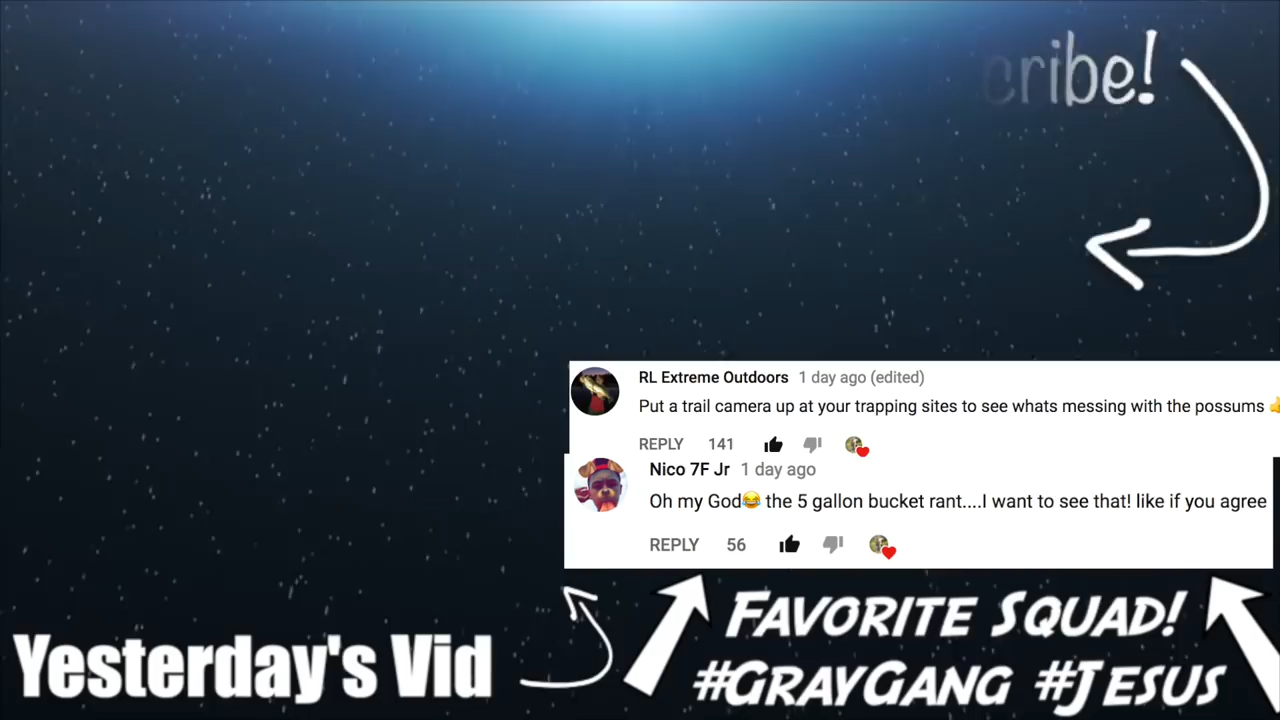 cribe!
RL Extreme Outdoors 1 day ago (edited)
Put a trail camera up at your trapping sites to see whats messing with the possums 👍
REPLY 141
Nico 7F Jr 1 day ago
Oh my God😂 the 5 gallon bucket rant....I want to see that! like if you agree
REPLY 56
FAVORITE SQUAD!
Yesterday's Vid
#GRAYGANG #JESUS